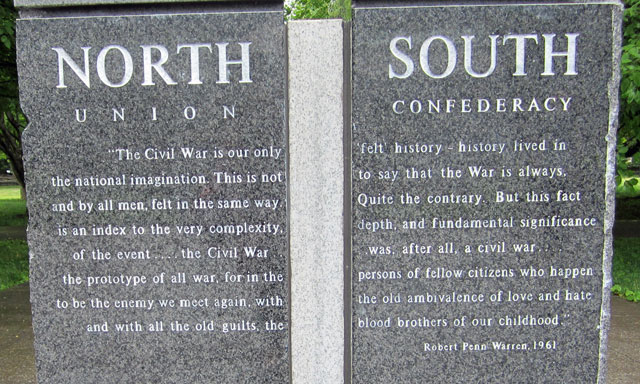 NORTH SOUTH
UNION CONFEDERACY
"The Civil War is our only 'felt' history – history lived in
the national imagination. This is not to say that the War is always,
and by all men, felt in the same way. Quite the contrary. But this fact
is an index to the very complexity, depth, and fundamental significance
of the event..... the Civil War was, after all, a civil war...
the prototype of all war, for in the persons of fellow citizens who happen
to be the enemy we meet again, with the old ambivalence of love and hate
and with all the old guilts, the blood brothers of our childhood."
Robert Penn Warren, 1961